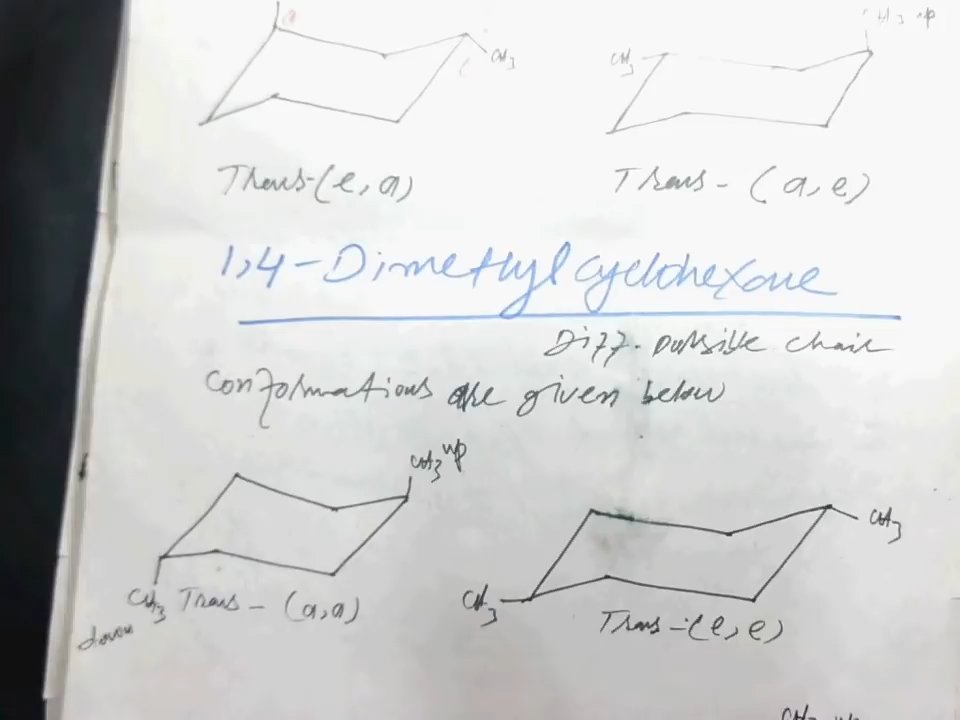 a
CH3 up
CH3
CH3
Trans-(e,a)
Trans - (a,e)
1,4-Dimethylcyclohexane
Diff. possible chair
conformations are given below
CH3 up
CH3
CH3
down
Trans - (a,a)
CH3
Trans -(e,e)